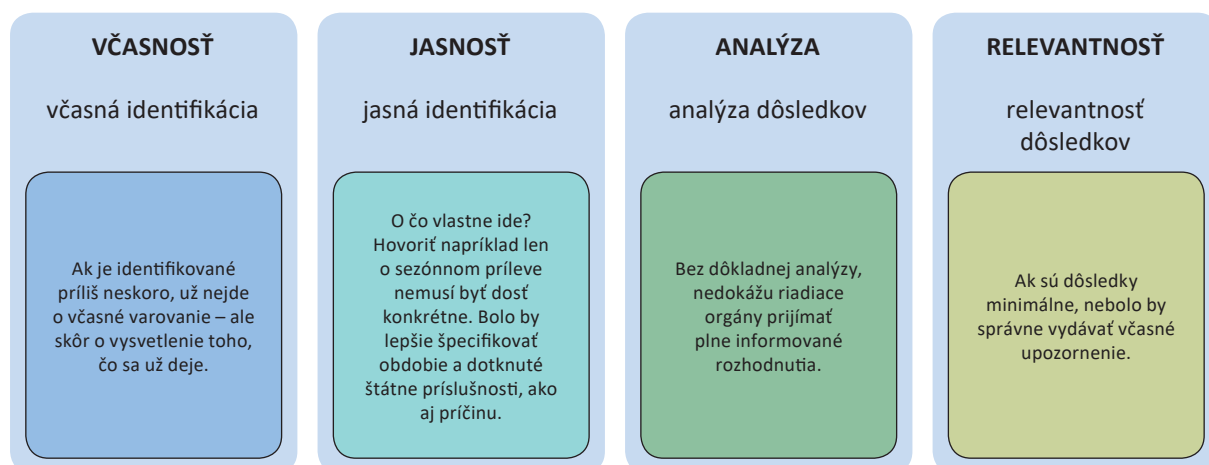 VČASNOSŤ
včasná identifikácia
Ak je identifikované
príliš neskoro, už nejde
o včasné varovanie – ale
skôr o vysvetlenie toho,
čo sa už deje.
JASNOSŤ
jasná identifikácia
O čo vlastne ide?
Hovoriť napríklad len
o sezónnom príleve
nemusí byť dosť
konkrétne. Bolo by
lepšie špecifikovať
obdobie a dotknuté
štátne príslušnosti, ako
aj príčinu.
ANALÝZA
analýza dôsledkov
Bez dôkladnej analýzy,
nedokážu riadiace
orgány prijímať
plne informované
rozhodnutia.
RELEVANTNOSŤ
relevantnosť
dôsledkov
Ak sú dôsledky
minimálne, nebolo by
správne vydávať včasné
upozornenie.